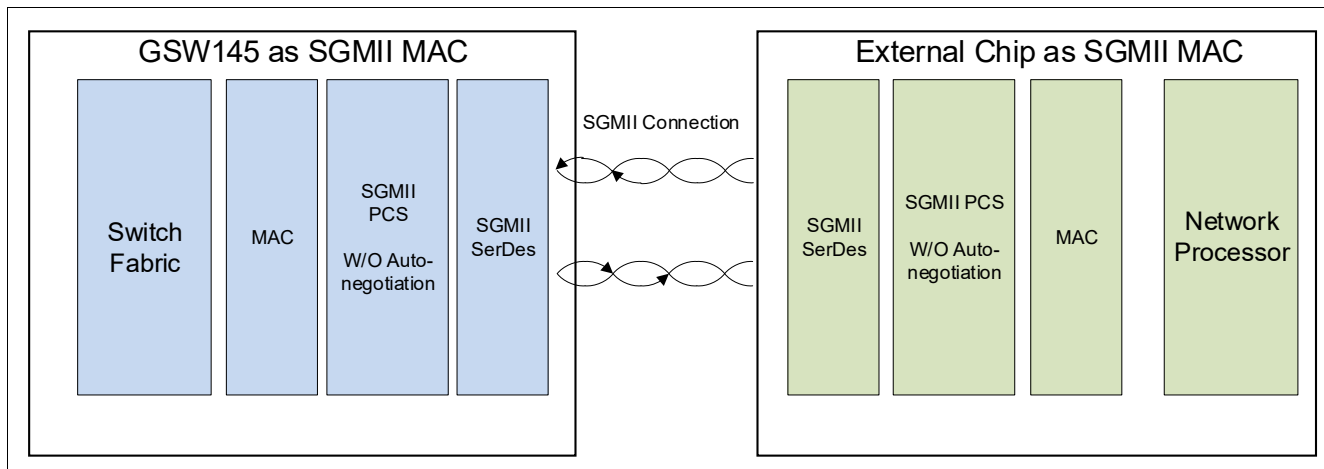 GSW145 as SGMII MAC
Switch
Fabric
MAC
SGMII
PCS
W/O Auto-
negotiation
SGMII
SerDes
SGMII Connection
External Chip as SGMII MAC
SGMII
SerDes
SGMII PCS
W/O Auto-
negotiation
MAC
Network
Processor